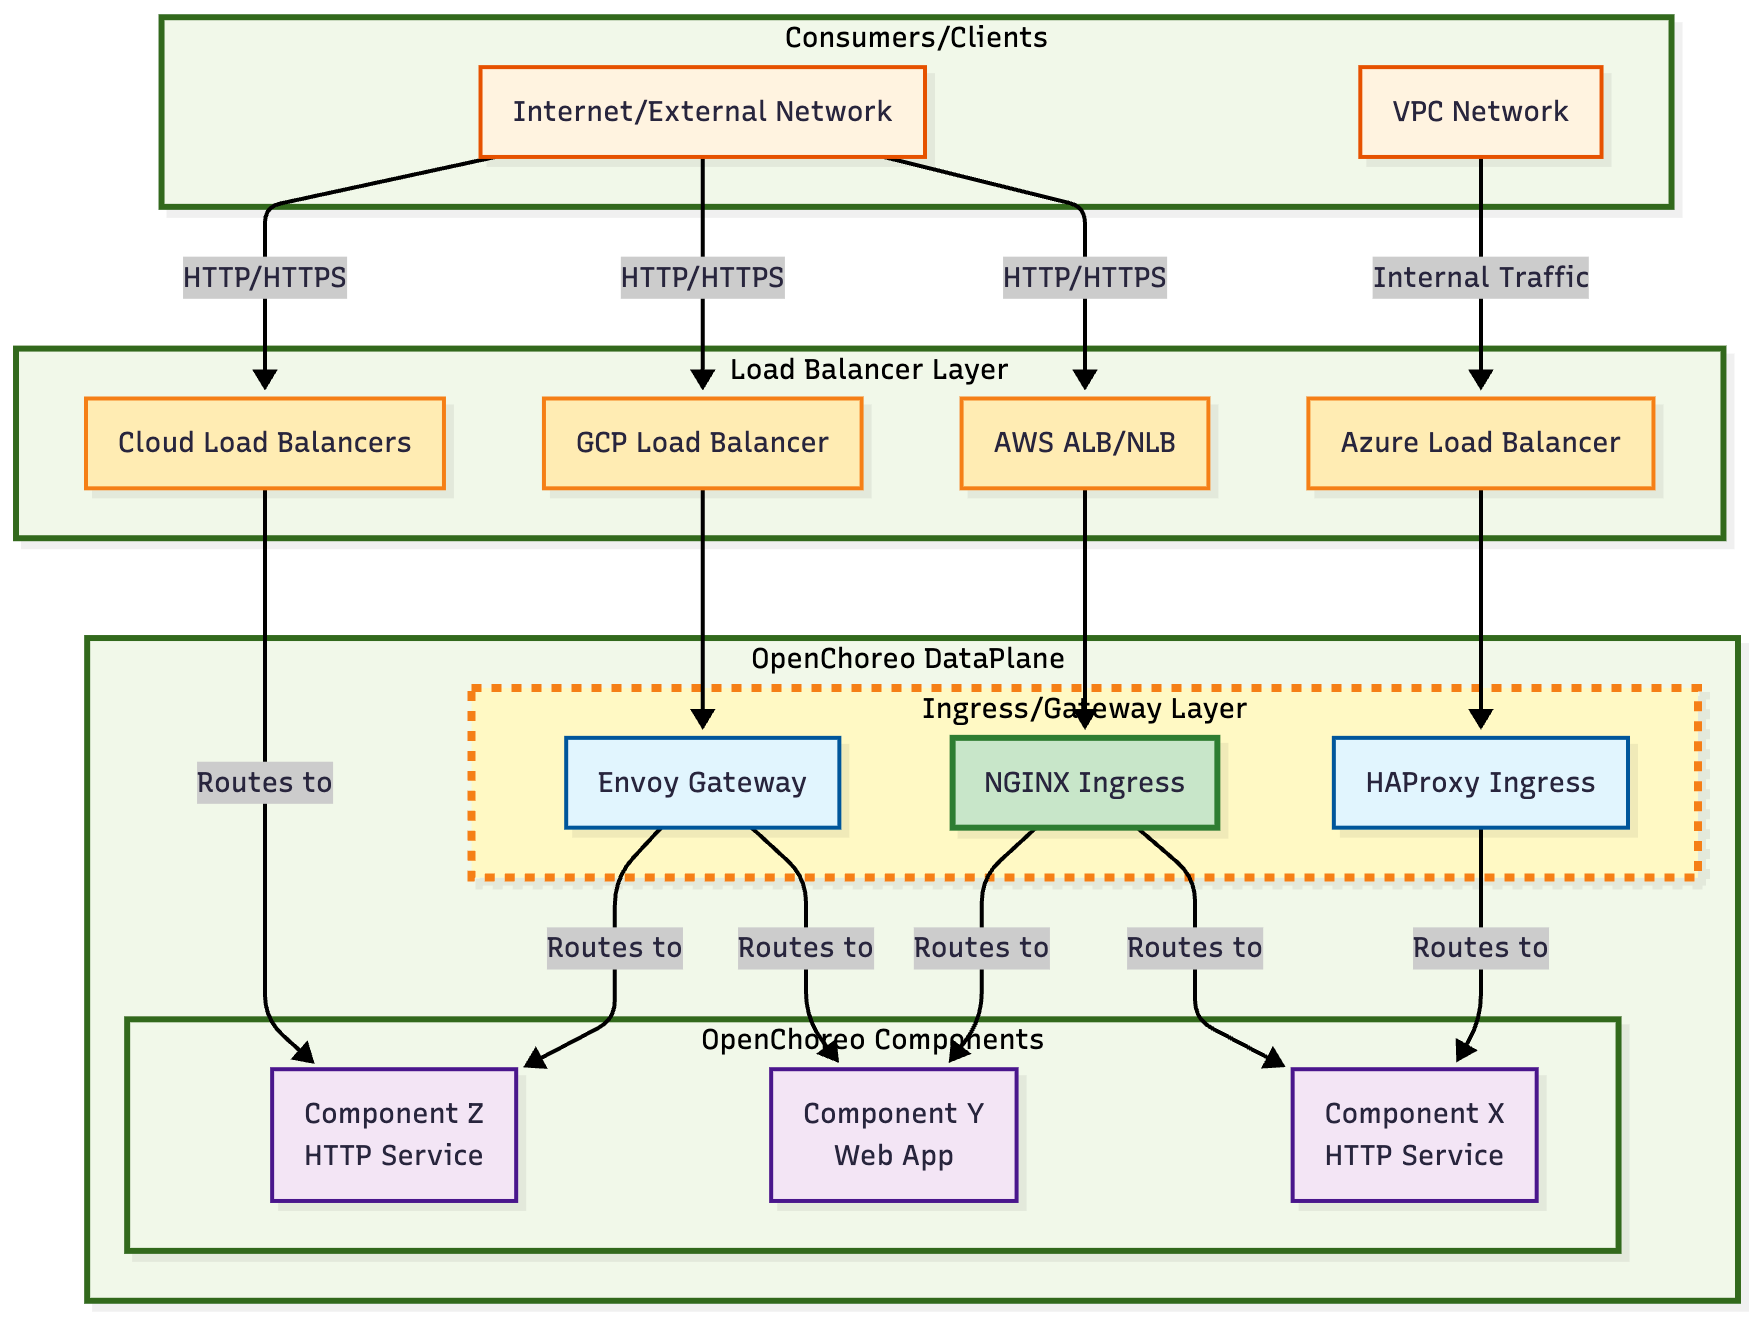 Consumers/Clients
Internet/External Network
VPC Network
HTTP/HTTPS
HTTP/HTTPS
HTTP/HTTPS
Internal Traffic
Load Balancer Layer
Cloud Load Balancers
GCP Load Balancer
AWS ALB/NLB
Azure Load Balancer
OpenChoreo DataPlane
Ingress/Gateway Layer
Routes to
Envoy Gateway
NGINX Ingress
HAProxy Ingress
Routes to
Routes to
Routes to
Routes to
Routes to
OpenChoreo Components
Component Z
HTTP Service
Component Y
Web App
Component X
HTTP Service